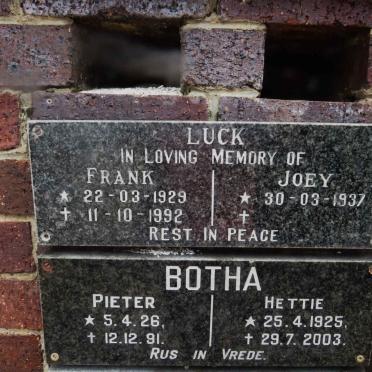 LUCK
IN LOVING MEMORY OF
FRANK JOEY
★ 22-03-1929 ★ 30-03-1937
✝ 11-10-1992 ✝
REST IN PEACE
BOTHA
PIETER HETTIE
★ 5.4.26. ★ 25.4.1925.
✝ 12.12.91. ✝ 29.7.2003.
RUS IN VREDE.